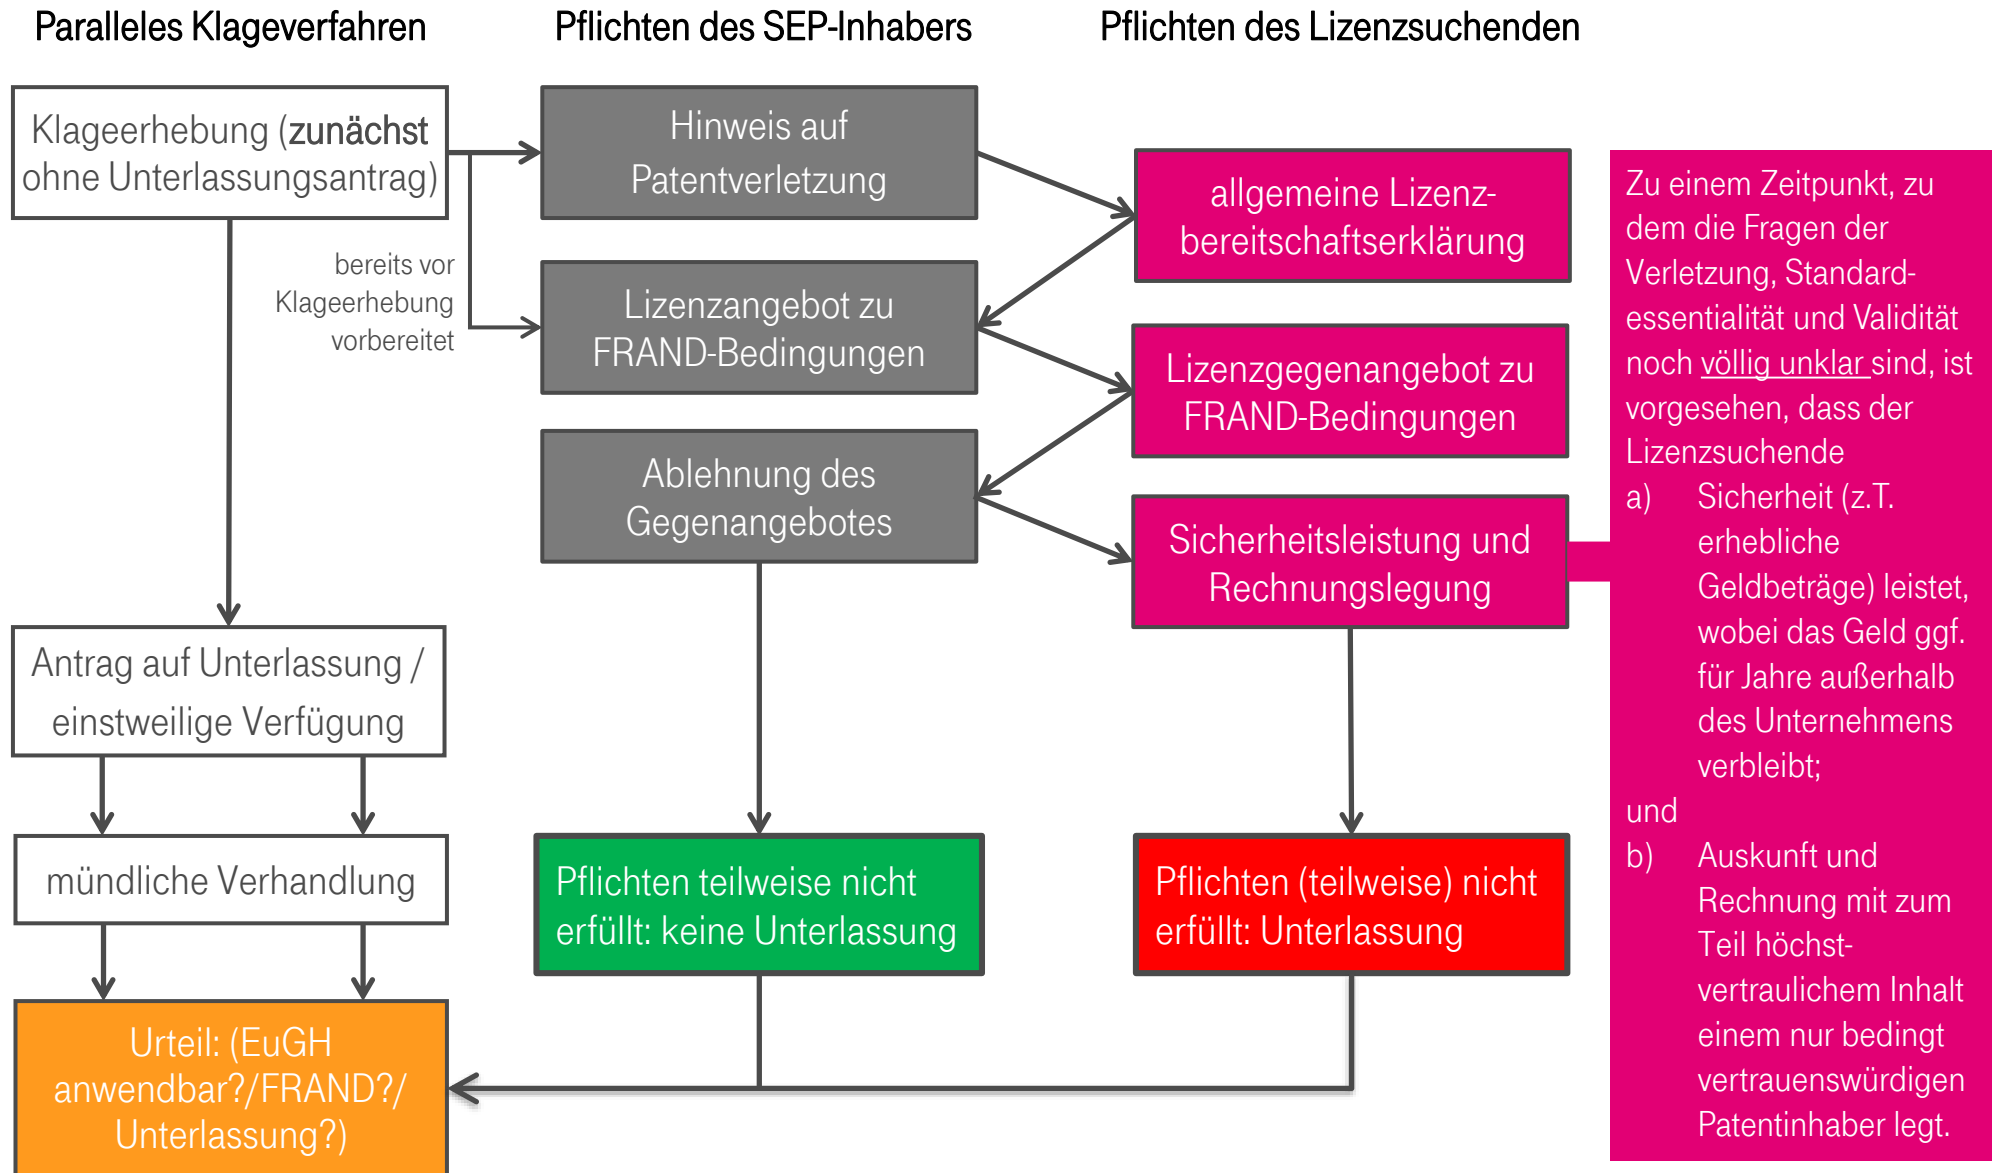 Paralleles Klageverfahren
Pflichten des SEP-Inhabers
Pflichten des Lizenzsuchenden
Klageerhebung (zunächst
ohne Unterlassungsantrag)
bereits vor
Klageerhebung
vorbereitet
Antrag auf Unterlassung /
einstweilige Verfügung
mündliche Verhandlung
Urteil: (EuGH
anwendbar?/FRAND?/
Unterlassung?)
Hinweis auf
Patentverletzung
Lizenzangebot zu
FRAND-Bedingungen
Ablehnung des
Gegenangebotes
Pflichten teilweise nicht
erfüllt: keine Unterlassung
allgemeine Lizenz-
bereitschaftserklärung
Lizenzgegenangebot zu
FRAND-Bedingungen
Sicherheitsleistung und
Rechnungslegung
Pflichten (teilweise) nicht
erfüllt: Unterlassung
Zu einem Zeitpunkt, zu
dem die Fragen der
Verletzung, Standard-
essentialität und Validität
noch völlig unklar sind, ist
vorgesehen, dass der
Lizenzsuchende
a) Sicherheit (z.T.
erhebliche
Geldbeträge) leistet,
wobei das Geld ggf.
für Jahre außerhalb
des Unternehmens
verbleibt;
und
b) Auskunft und
Rechnung mit zum
Teil höchst-
vertraulichem Inhalt
einem nur bedingt
vertrauenswürdigen
Patentinhaber legt.